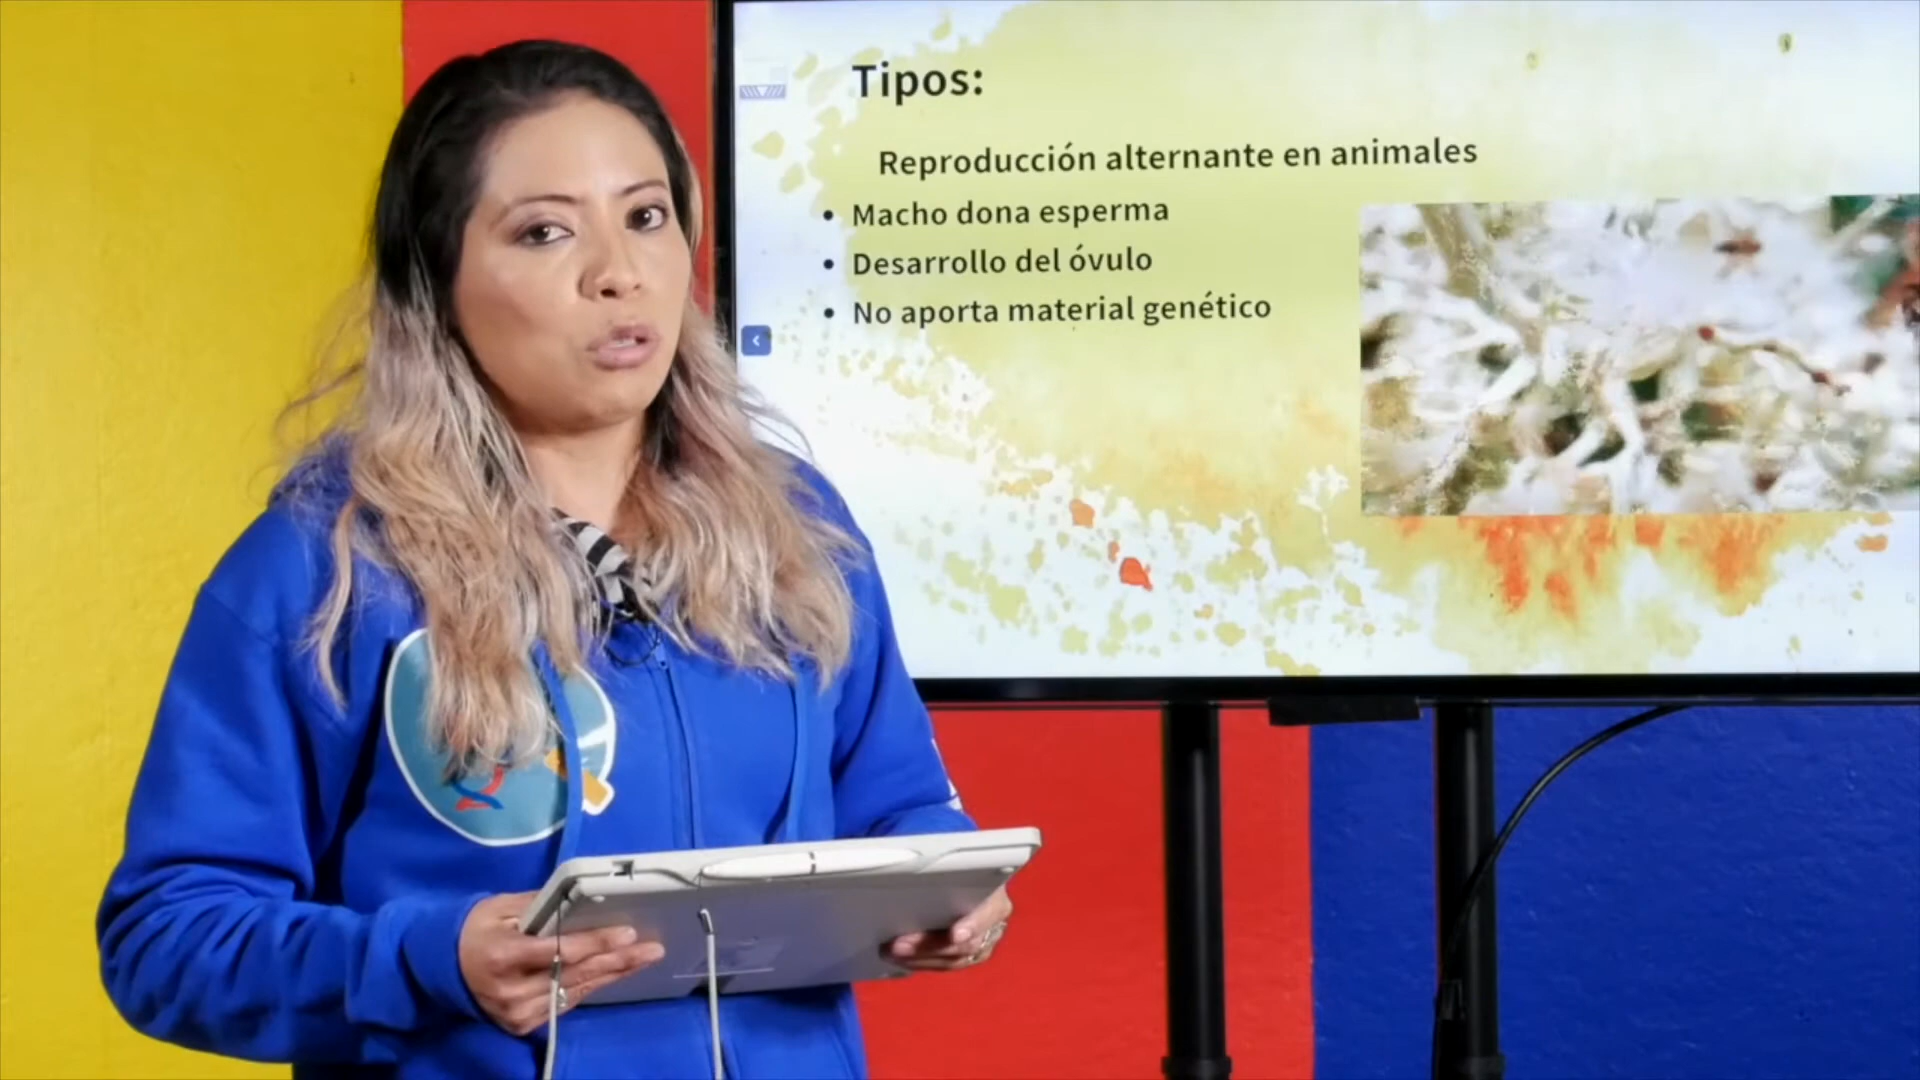 Tipos:
Reproducción alternante en animales
• Macho dona esperma
• Desarrollo del óvulo
• No aporta material genético